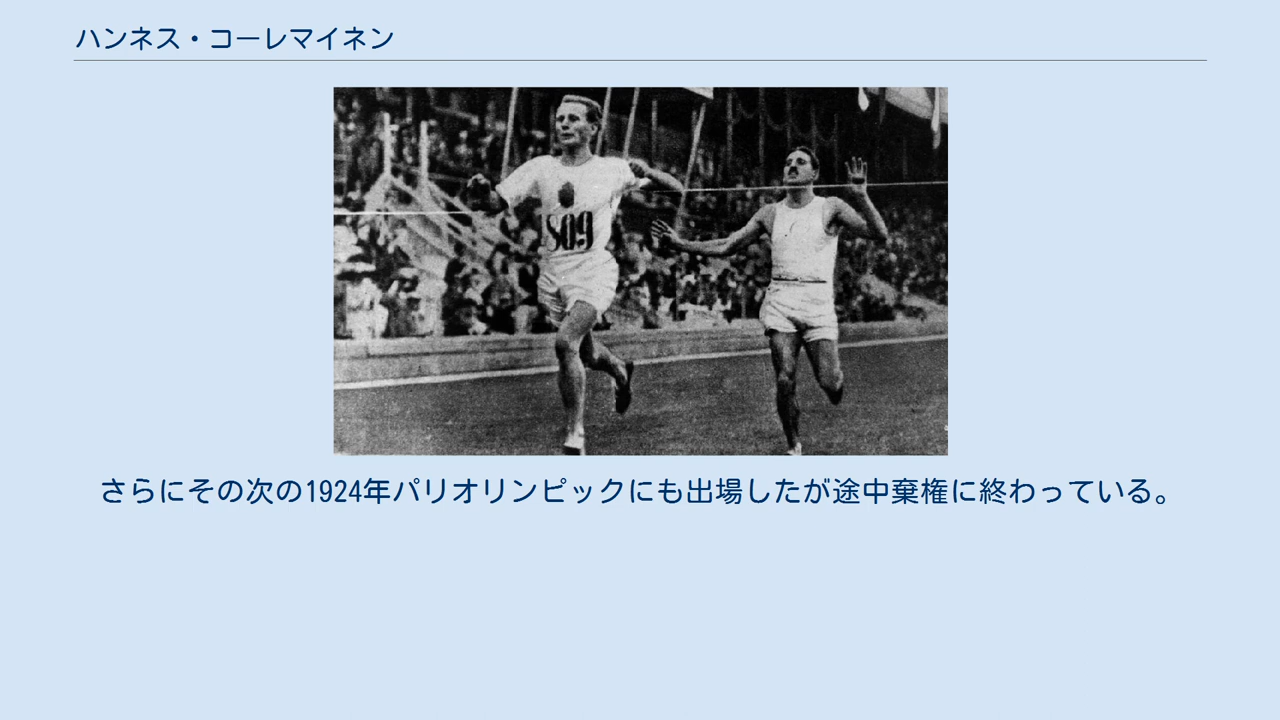 ハンネス・コーレマイネン
809
さらにその次の1924年パリオリンピックにも出場したが途中棄権に終わっている。